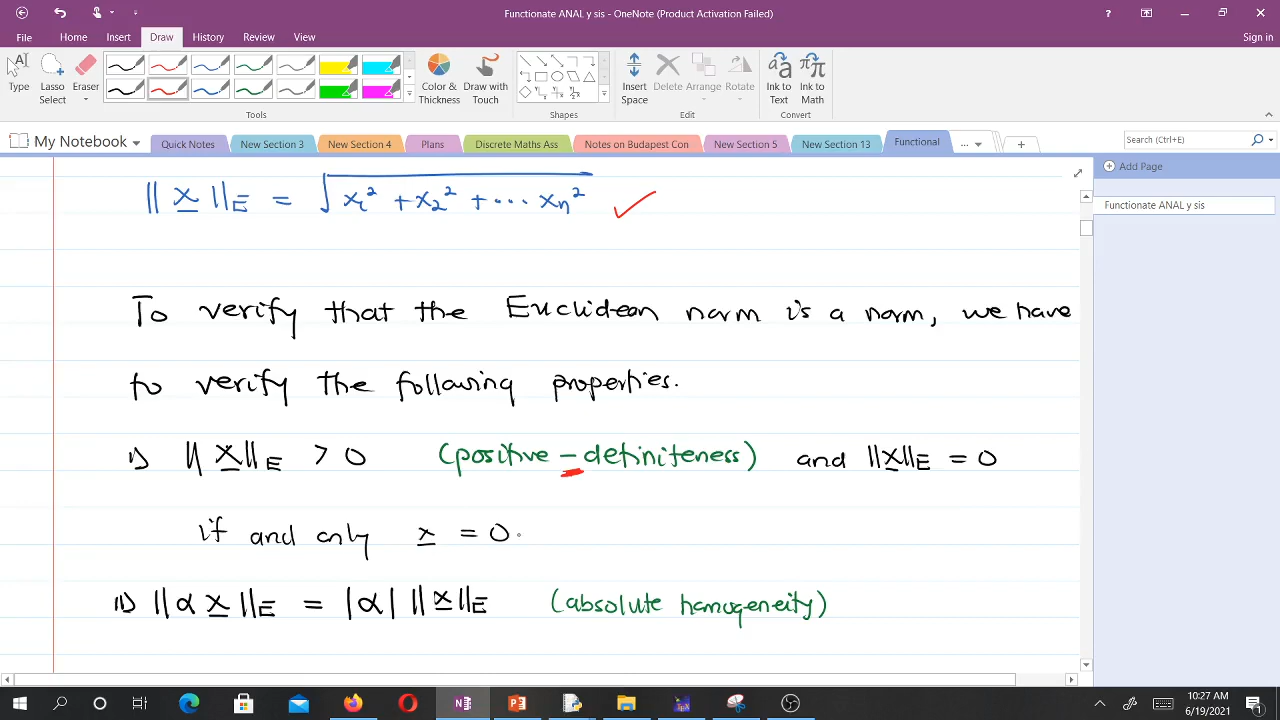 Functionate ANAL y sis - OneNote (Product Activation Failed)
File Home Insert Draw History Review View Sign in
Type Lasso Select Eraser Color & Thickness Draw with Touch Insert Space Delete Arrange Rotate Ink to Text Ink to Math
Tools Shapes Edit Convert
My Notebook Quick Notes New Section 3 New Section 4 Plans Discrete Maths Ass Notes on Budapest Con New Section 5 New Section 13 Functional ... Search (Ctrl+E)
Add Page
Functionate ANAL y sis
||x||E = √x₁² + x₂² + ... xn² ✓
To verify that the Euclidean norm is a norm, we have
to verify the following properties.
i) ||x||E > 0 (positive - definiteness) and ||x||E = 0
if and only x = 0.
ii) ||α x||E = |α| ||x||E (absolute homogeneity)
10:27 AM
6/19/2021